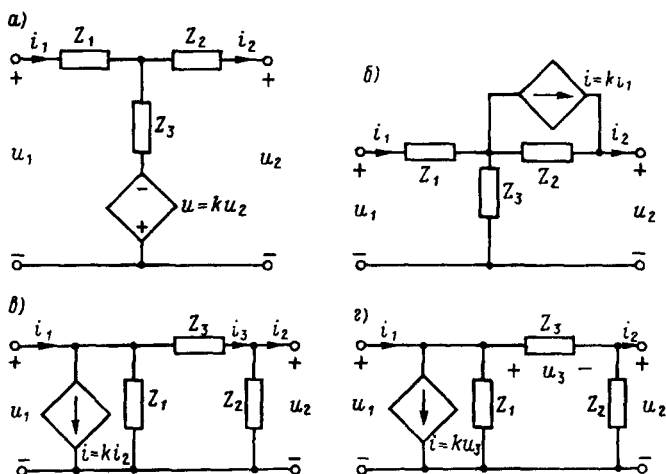 а)
i₁ Z₁ Z₂ i₂
+ +
Z₃
u₁ u₂
− +
u=ku₂
− −
б)
i=ki₁
i₁ Z₁ Z₂ i₂
+ +
Z₃
u₁ u₂
− −
в)
i₁ Z₃ i₃ i₂
+ +
u₁ Z₁ Z₂ u₂
i=ki₂
− −
г)
i₁ Z₃ i₂
+ + u₃ − +
u₁ Z₁ Z₂ u₂
i=ku₃
− −